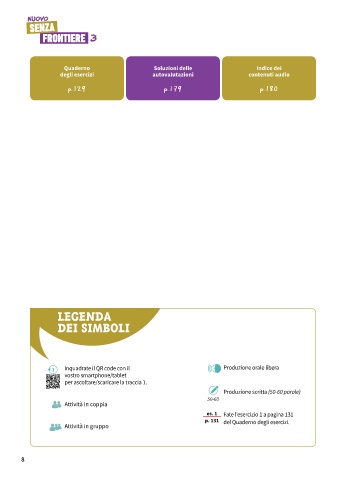 NUOVO
SENZA
FRONTIERE 3
Quaderno
degli esercizi
p. 129
Soluzioni delle
autovalutazioni
p. 179
Indice dei
contenuti audio
p. 180
LEGENDA
DEI SIMBOLI
1
Inquadrate il QR code con il
vostro smartphone/tablet
per ascoltare/scaricare la traccia 1.
Attività in coppia
Attività in gruppo
Produzione orale libera
50-60
Produzione scritta (50-60 parole)
es. 1
p. 131
Fate l'esercizio 1 a pagina 131
del Quaderno degli esercizi.
8